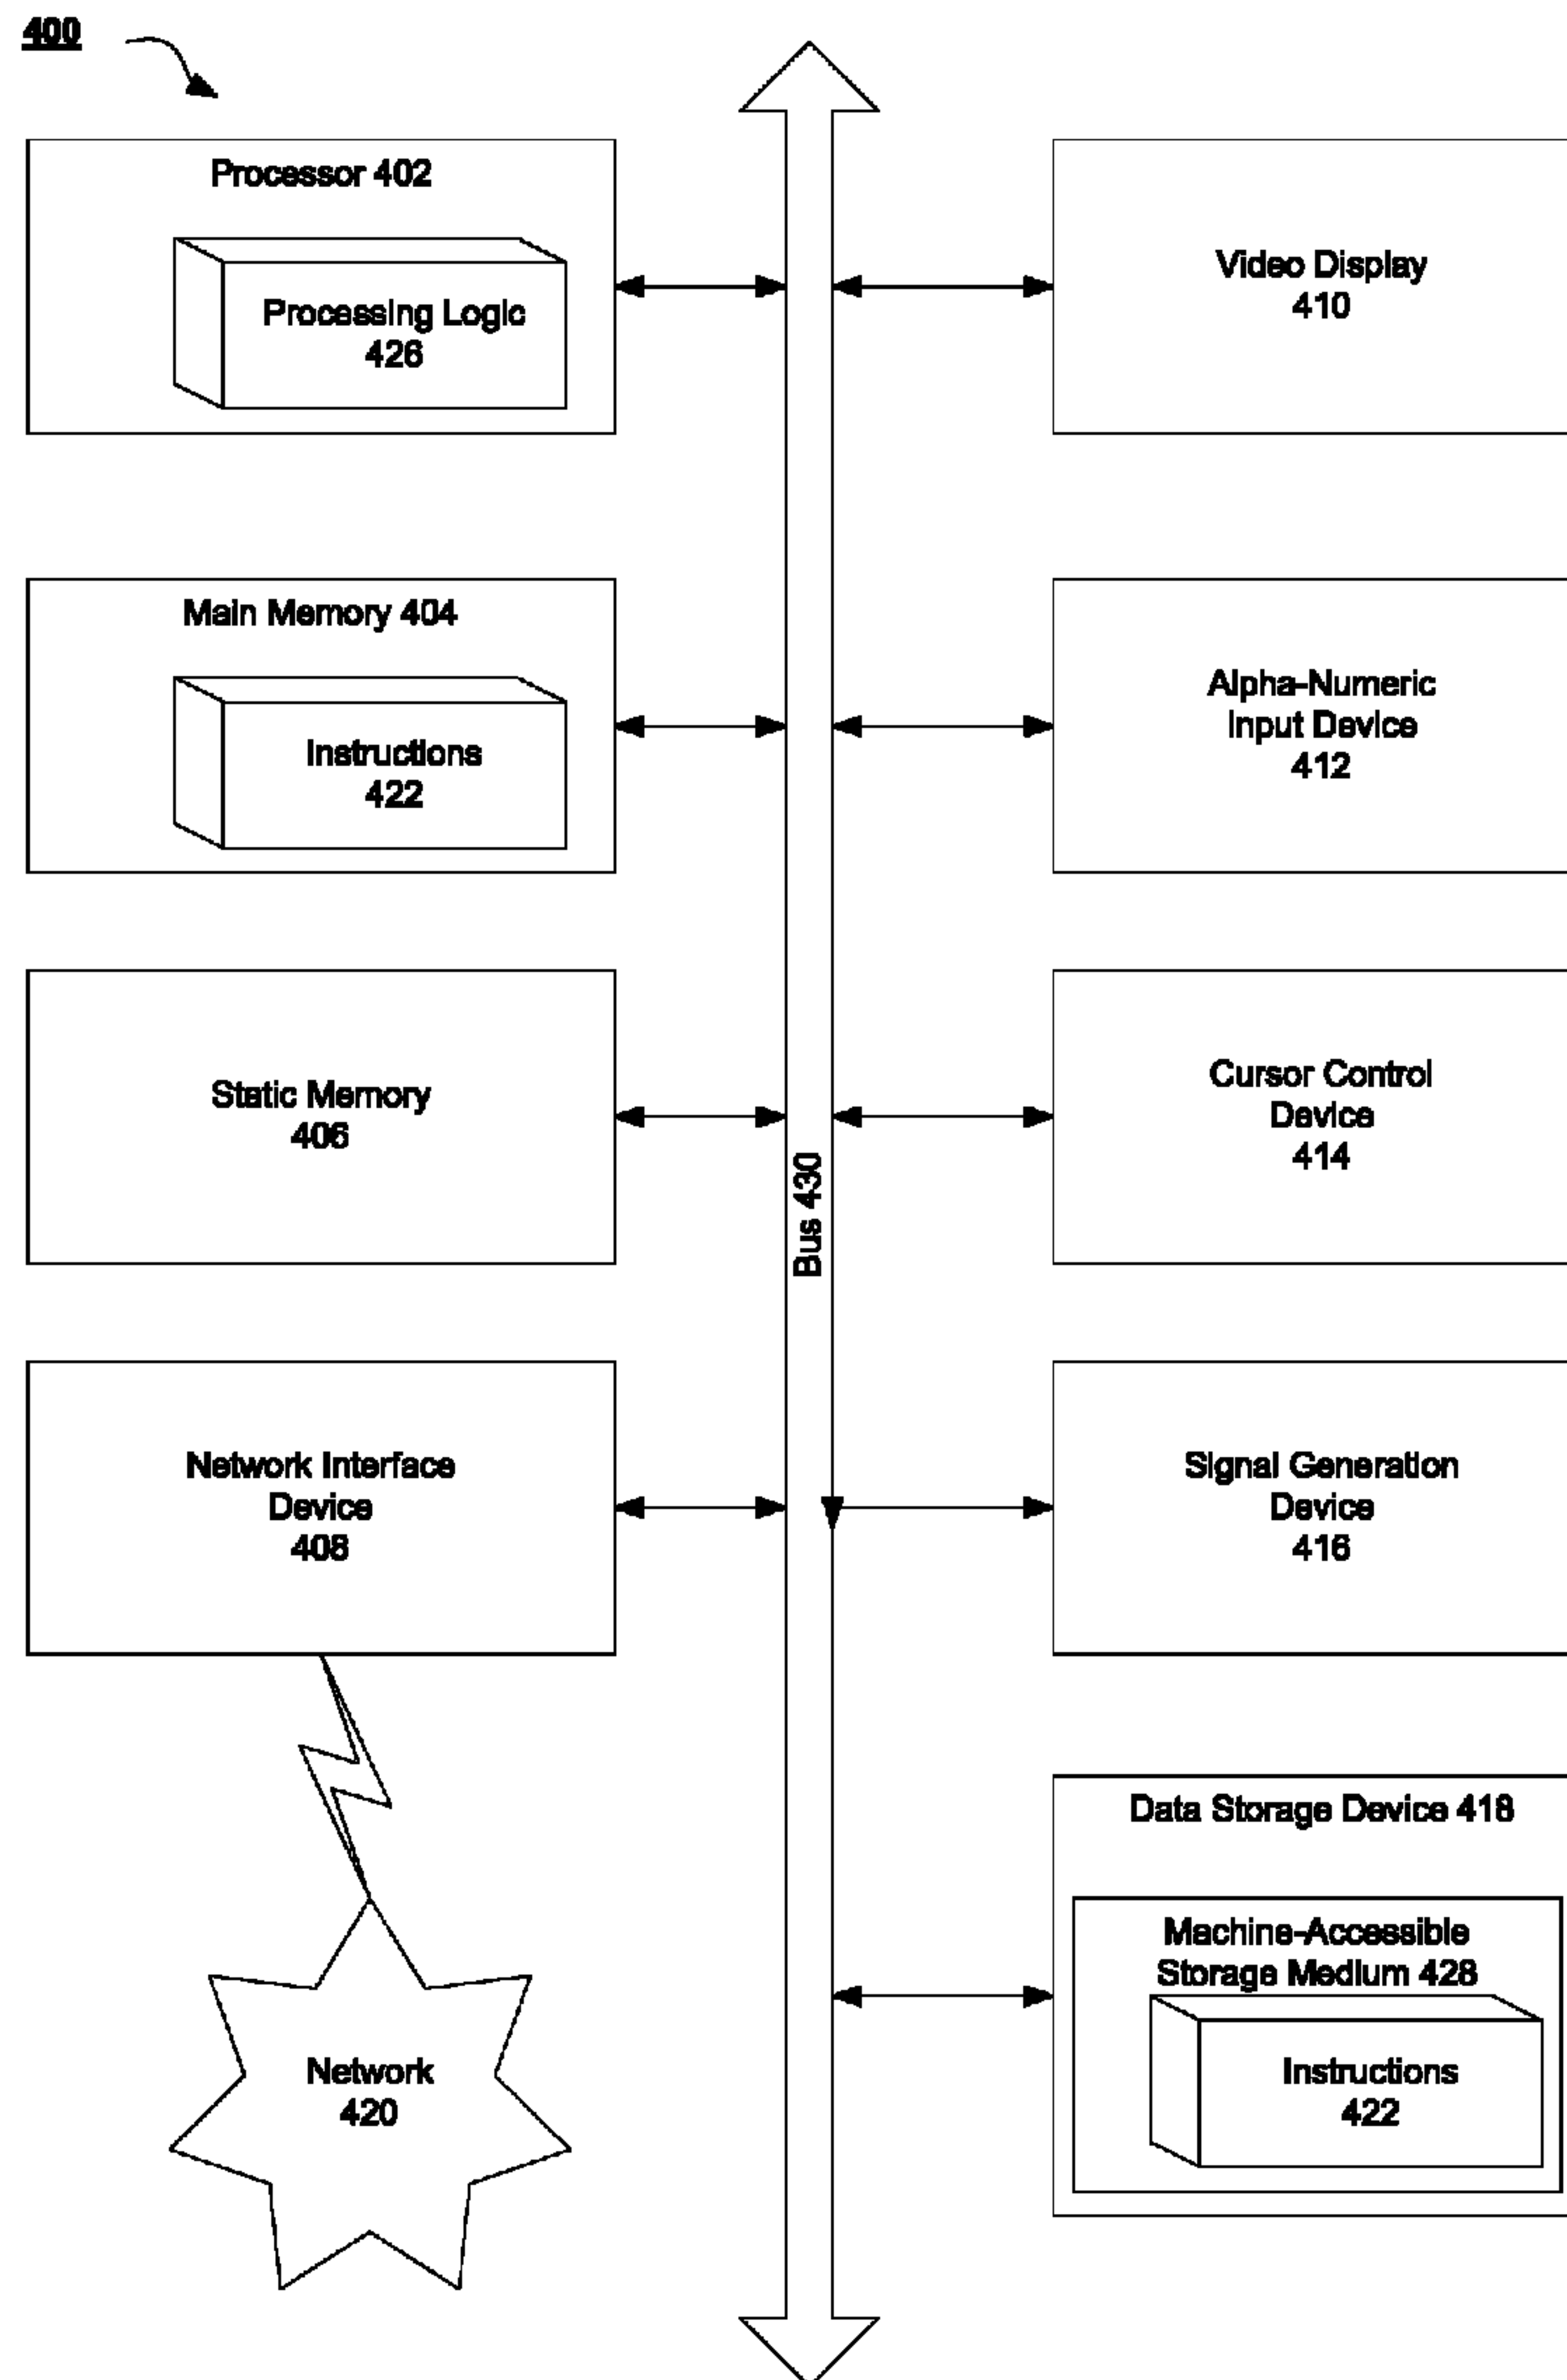 400
Processor 402
Processing Logic
426
Video Display
410
Main Memory 404
Instructions
422
Alpha-Numeric
Input Device
412
Static Memory
406
Cursor Control
Device
414
Bus 430
Network Interface
Device
408
Signal Generation
Device
416
Data Storage Device 418
Machine-Accessible
Storage Medium 428
Instructions
422
Network
420